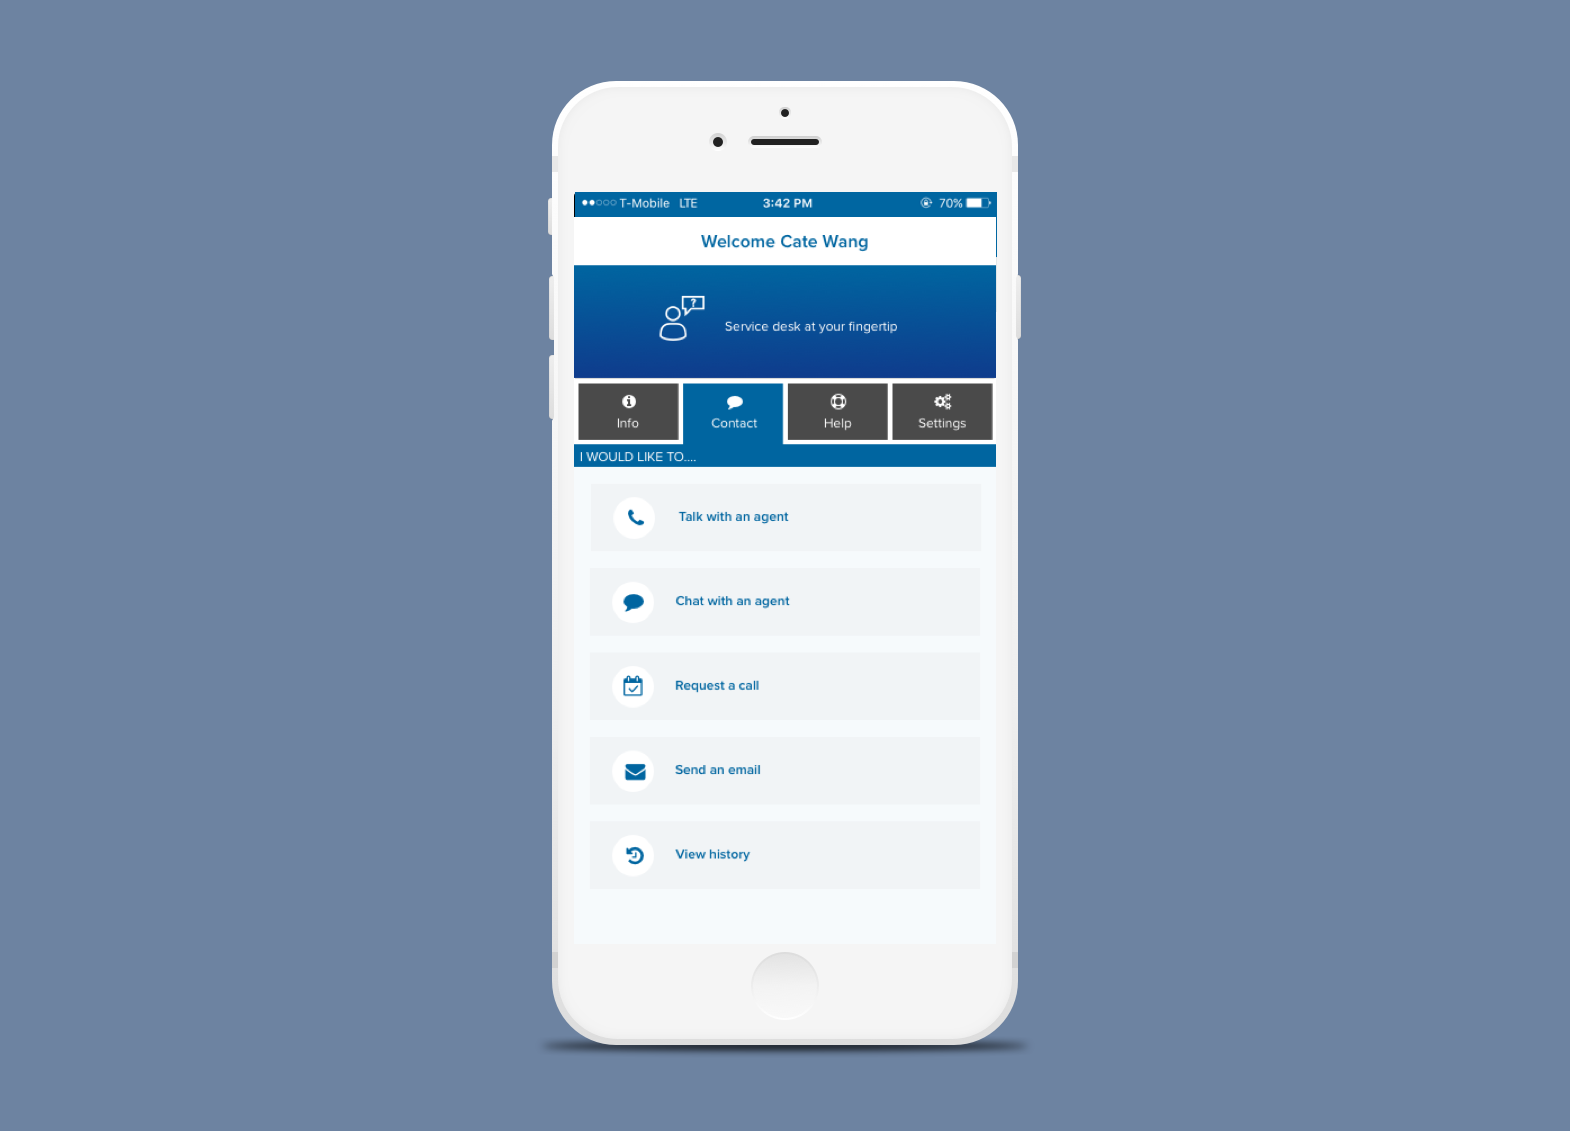 T-Mobile LTE 3:42 PM 70%
Welcome Cate Wang
?
Service desk at your fingertip
Info Contact Help Settings
I WOULD LIKE TO....
Talk with an agent
Chat with an agent
Request a call
Send an email
View history